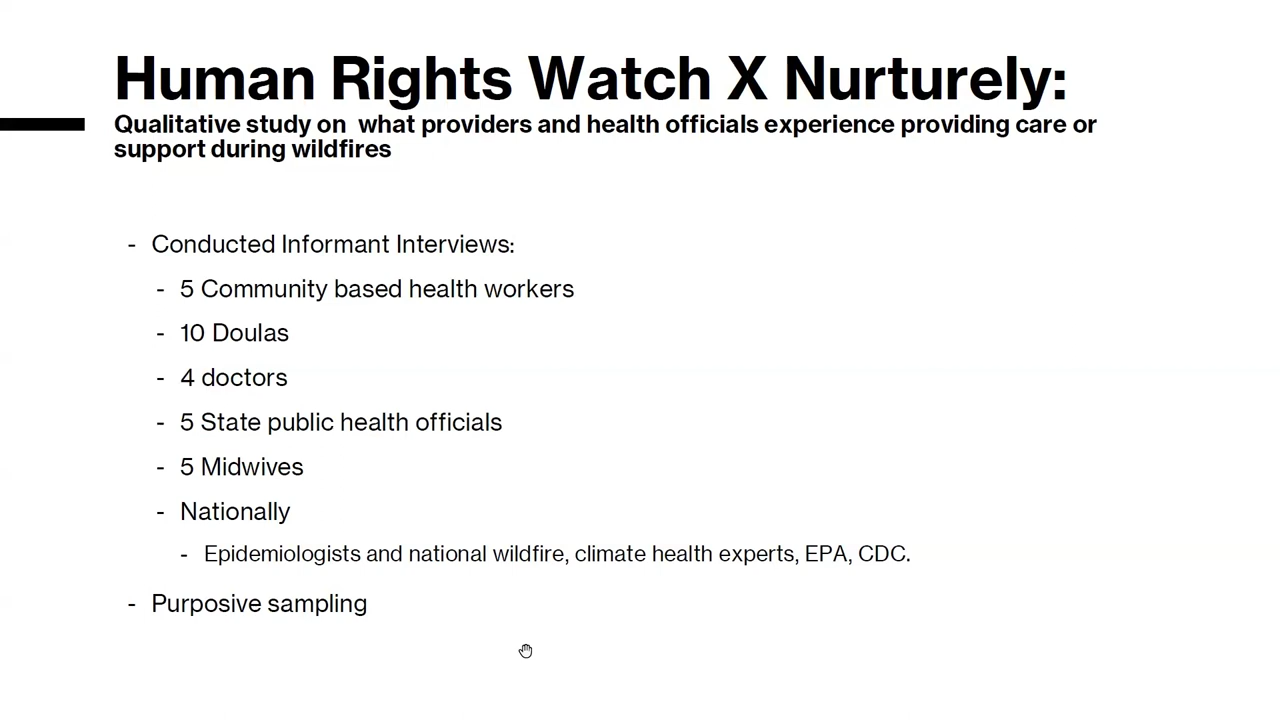 Human Rights Watch X Nurturely:
Qualitative study on  what providers and health officials experience providing care or
support during wildfires
- Conducted Informant Interviews:
- 5 Community based health workers
- 10 Doulas
- 4 doctors
- 5 State public health officials
- 5 Midwives
- Nationally
- Epidemiologists and national wildfire, climate health experts, EPA, CDC.
- Purposive sampling